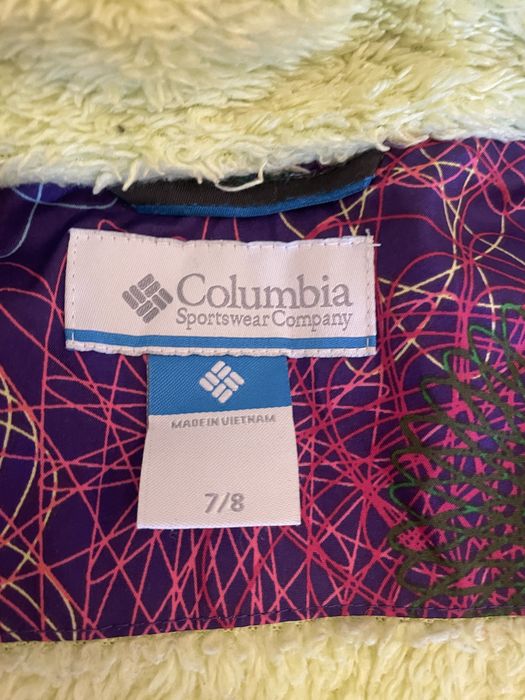 Columbia
Sportswear Company
MADE IN VIETNAM
7/8